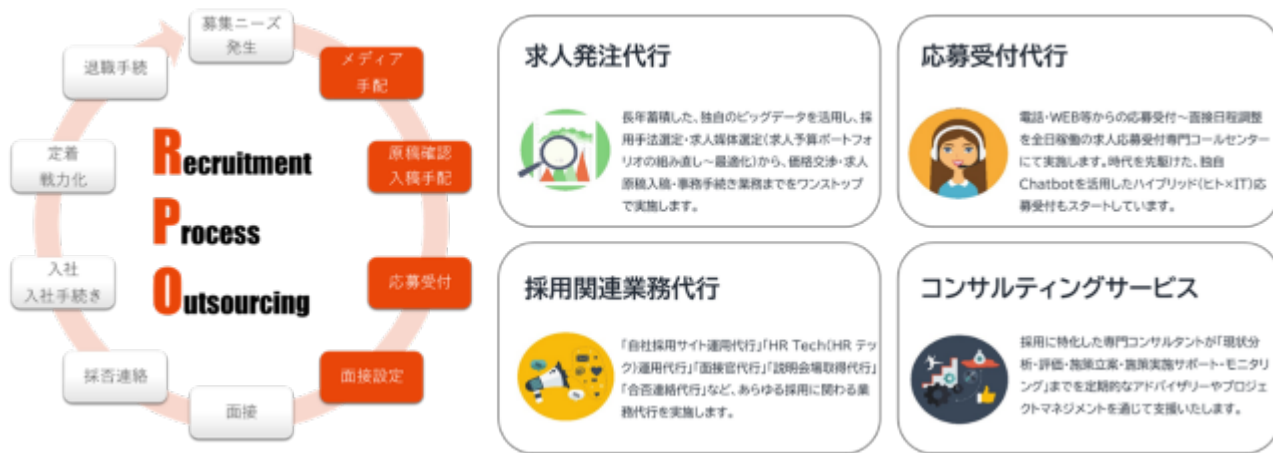 募集ニーズ
発生
メディア
手配
原稿確認
入稿手配
応募受付
面接設定
面接
採否連絡
入社
入社手続き
定着
戦力化
退職手続
Recruitment
Process
Outsourcing
求人発注代行
長年蓄積した、独自のビッグデータを活用し、採
用手法選定・求人媒体選定(求人予算ポートフォ
リオの組み直し～最適化)から、価格交渉・求人
原稿入稿・事務手続き業務までをワンストップ
で実施します。
応募受付代行
電話・WEB等からの応募受付～面接日程調整
を全日稼働の求人応募受付専門コールセンター
にて実施します。時代を先駆けた、独自
Chatbotを活用したハイブリッド(ヒト×IT)応
募受付もスタートしています。
採用関連業務代行
「自社採用サイト運用代行」「HR Tech(HR テッ
ク)運用代行」「面接官代行」「説明会場取得代行」
「合否連絡代行」など、あらゆる採用に関わる業
務代行を実施します。
コンサルティングサービス
採用に特化した専門コンサルタントが「現状分
析・評価・施策立案・施策実施サポート・モニタリ
ング」までを定期的なアドバイザリーやプロジェ
クトマネジメントを通じて支援いたします。